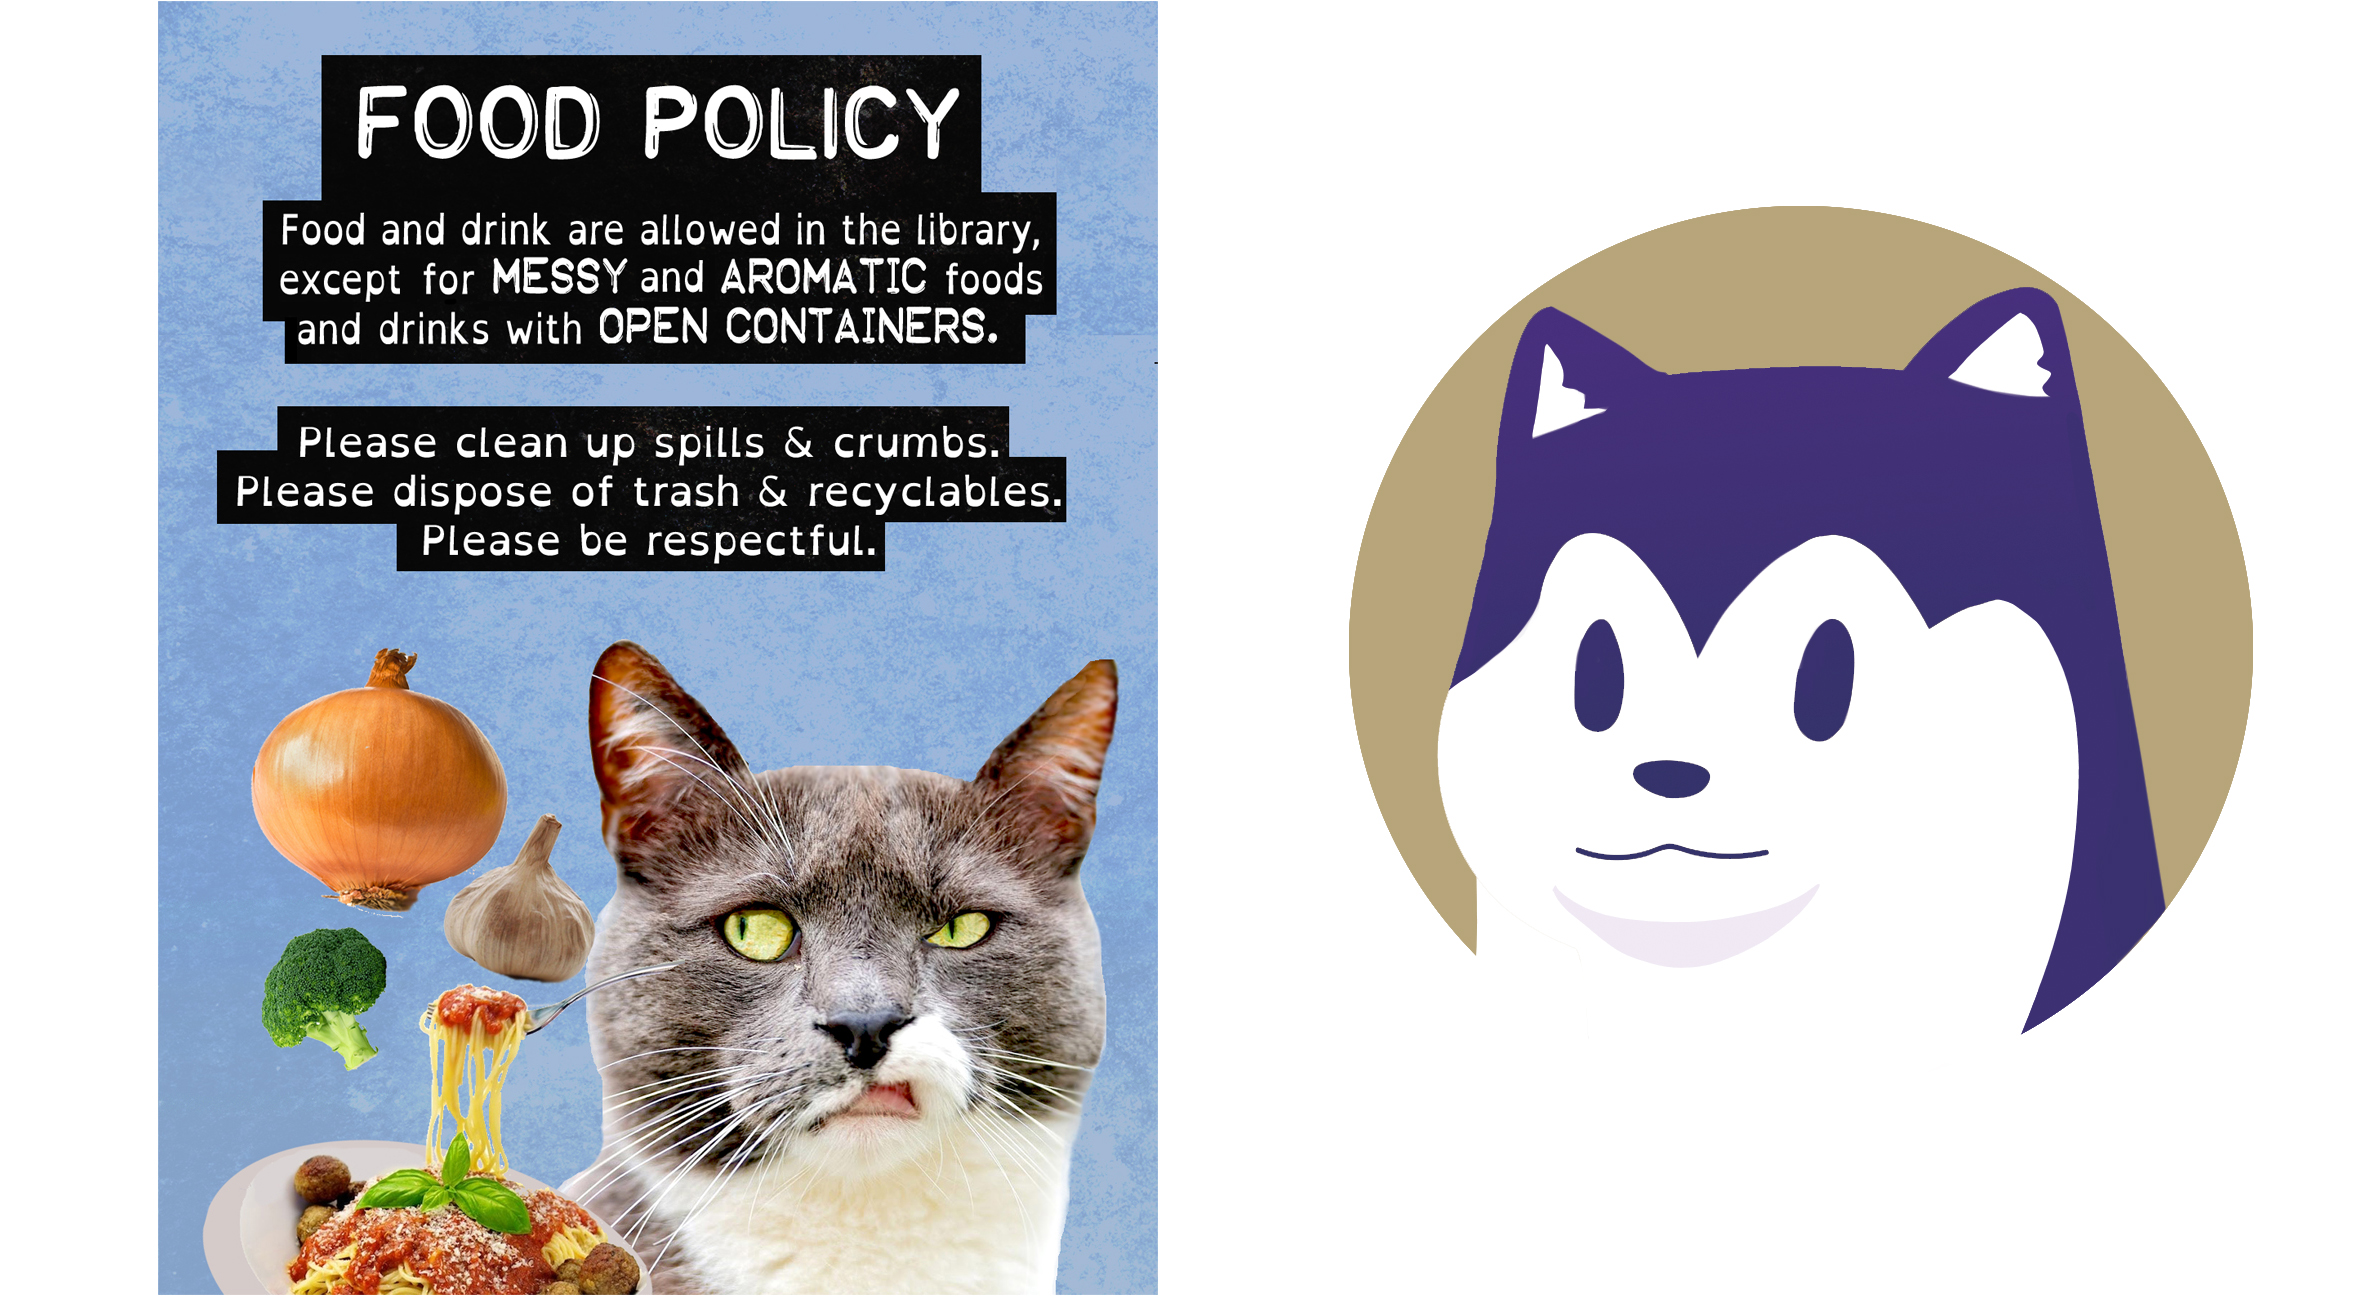 FOOD POLICY
Food and drink are allowed in the library,
except for MESSY and AROMATIC foods
and drinks with OPEN CONTAINERS.
Please clean up spills & crumbs.
Please dispose of trash & recyclables.
Please be respectful.